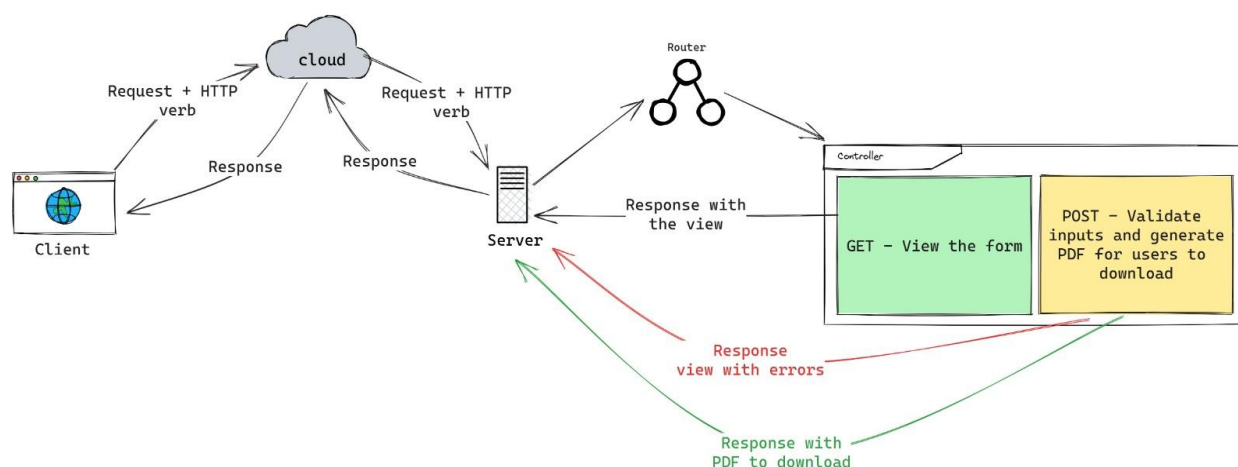 cloud
Router
Request + HTTP
verb
Request + HTTP
verb
Response
Response
Controller
Client
Server
Response with
the view
GET – View the form
POST – Validate
inputs and generate
PDF for users to
download
Response
view with errors
Response with
PDF to download